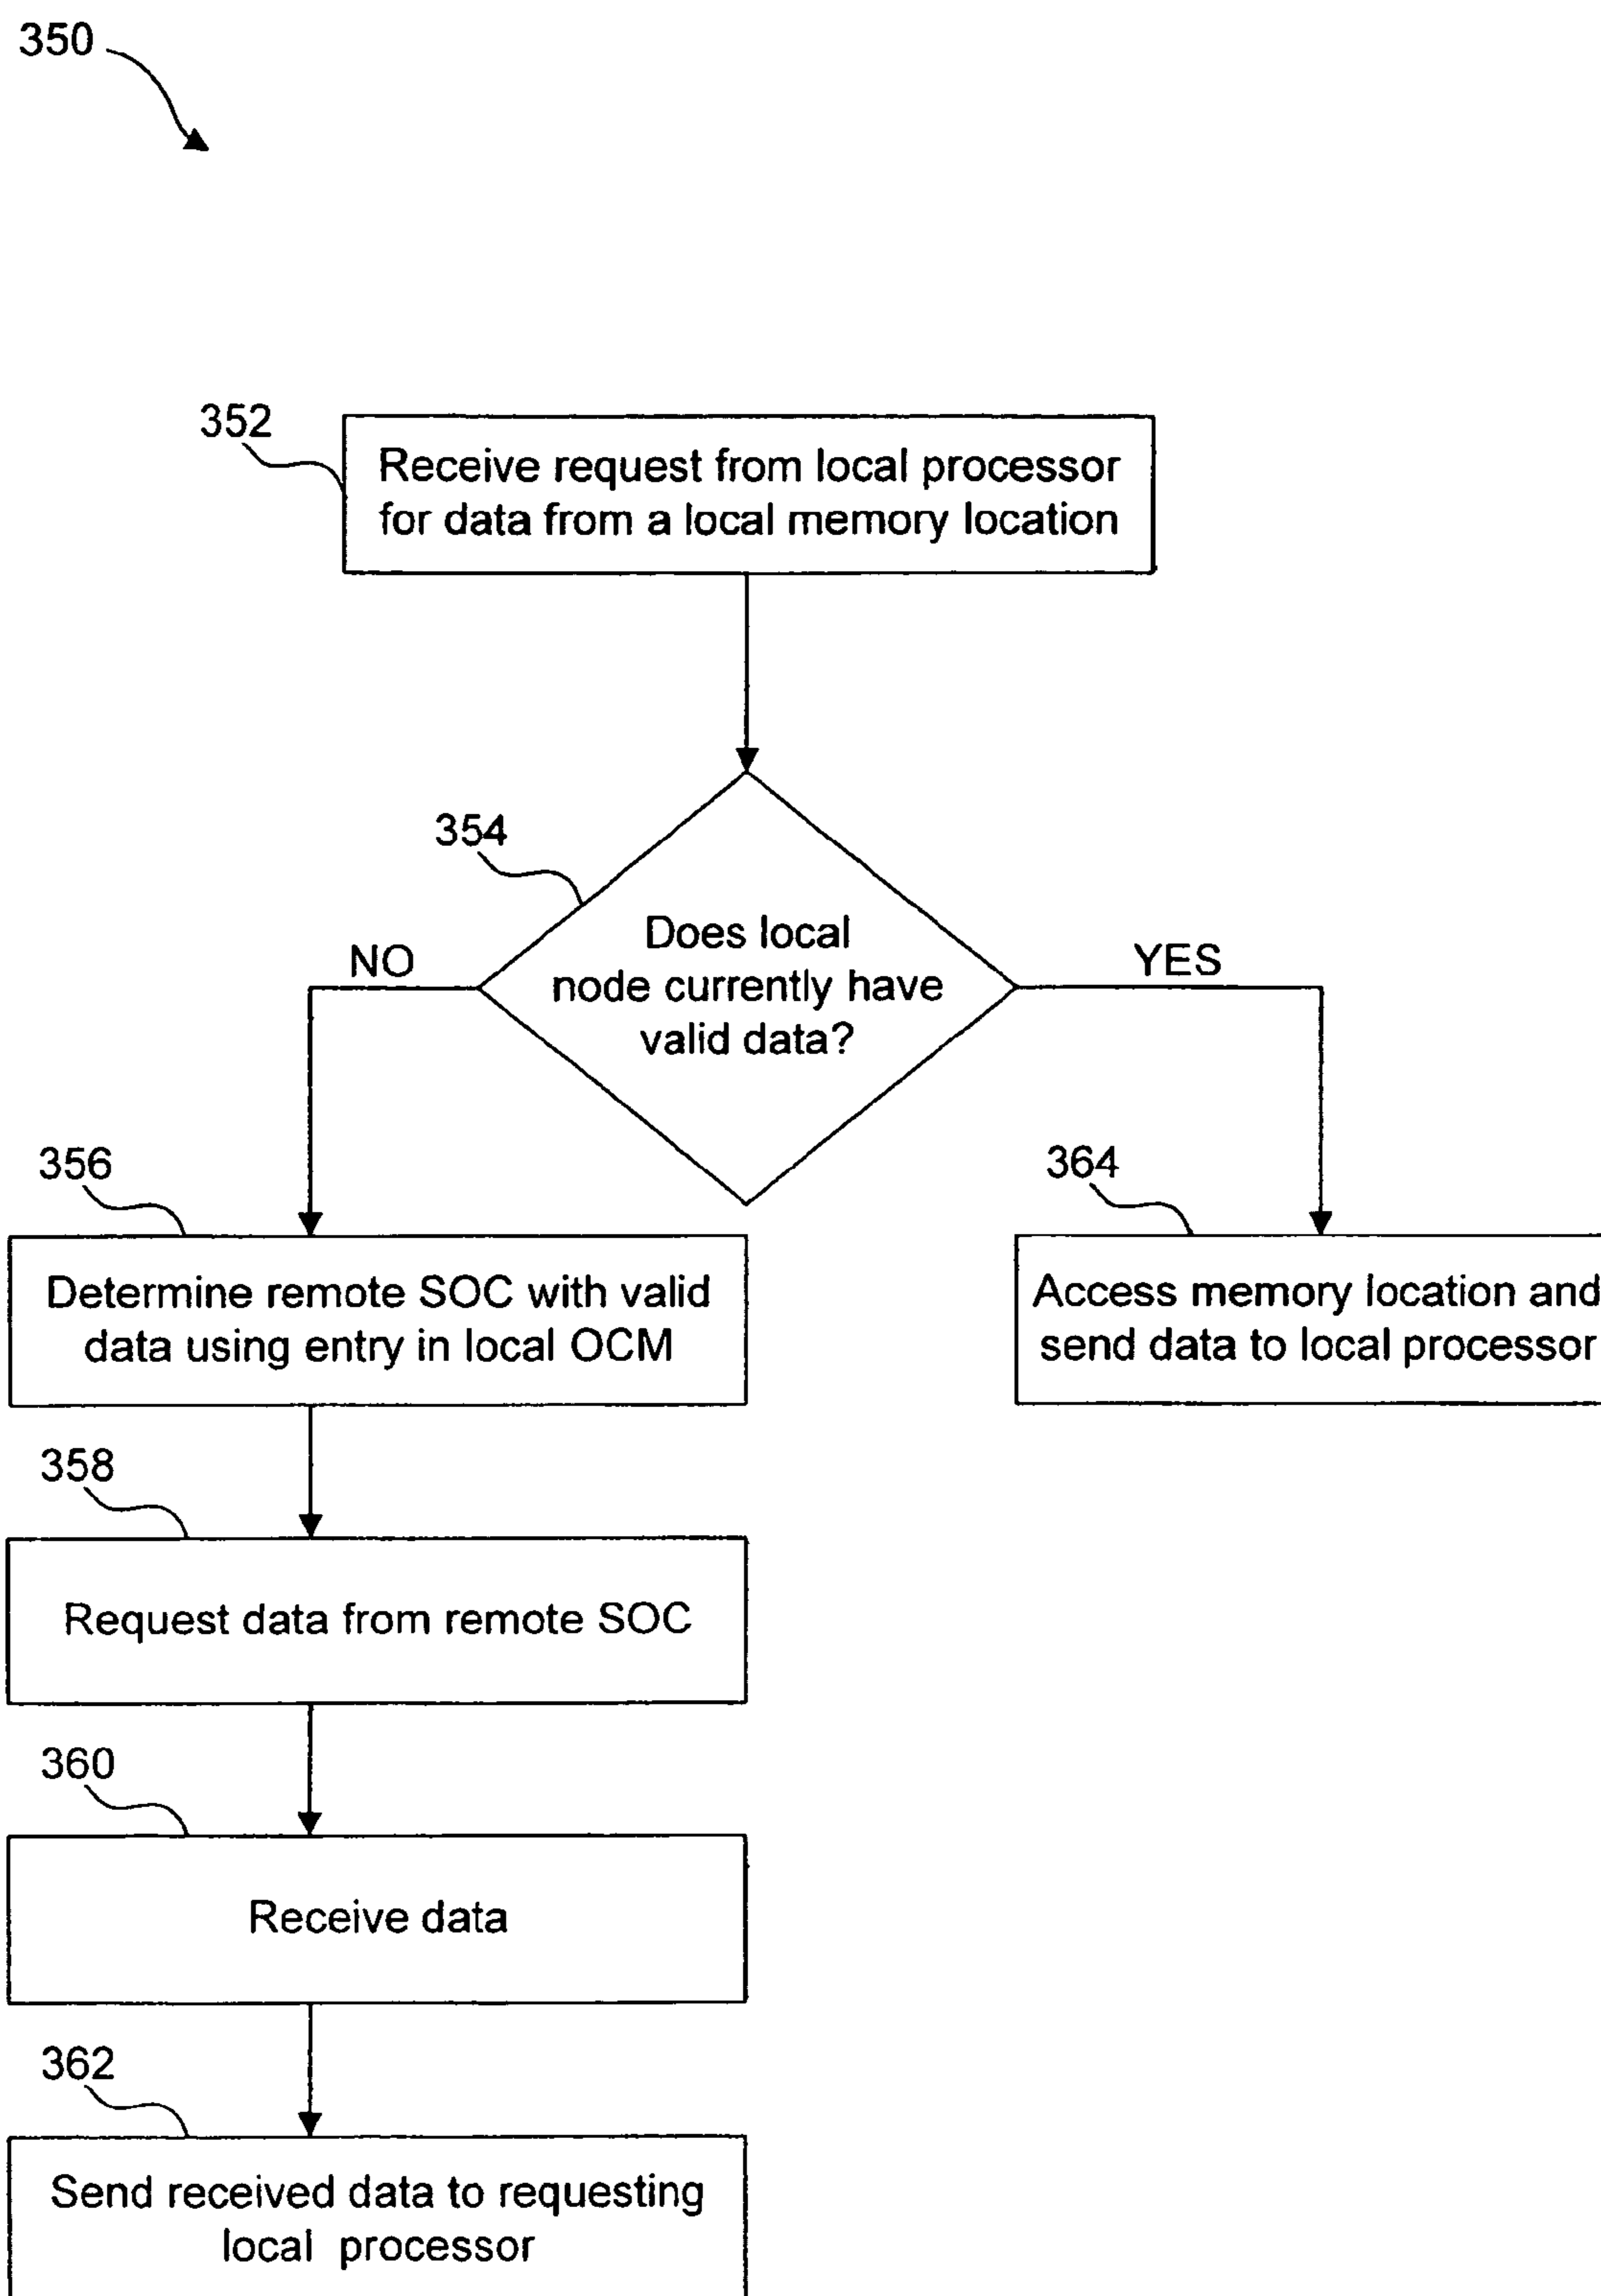 350
352
Receive request from local processor
for data from a local memory location
354
Does local
node currently have
valid data?
NO
YES
356
Determine remote SOC with valid
data using entry in local OCM
364
Access memory location and
send data to local processor
358
Request data from remote SOC
360
Receive data
362
Send received data to requesting
local processor